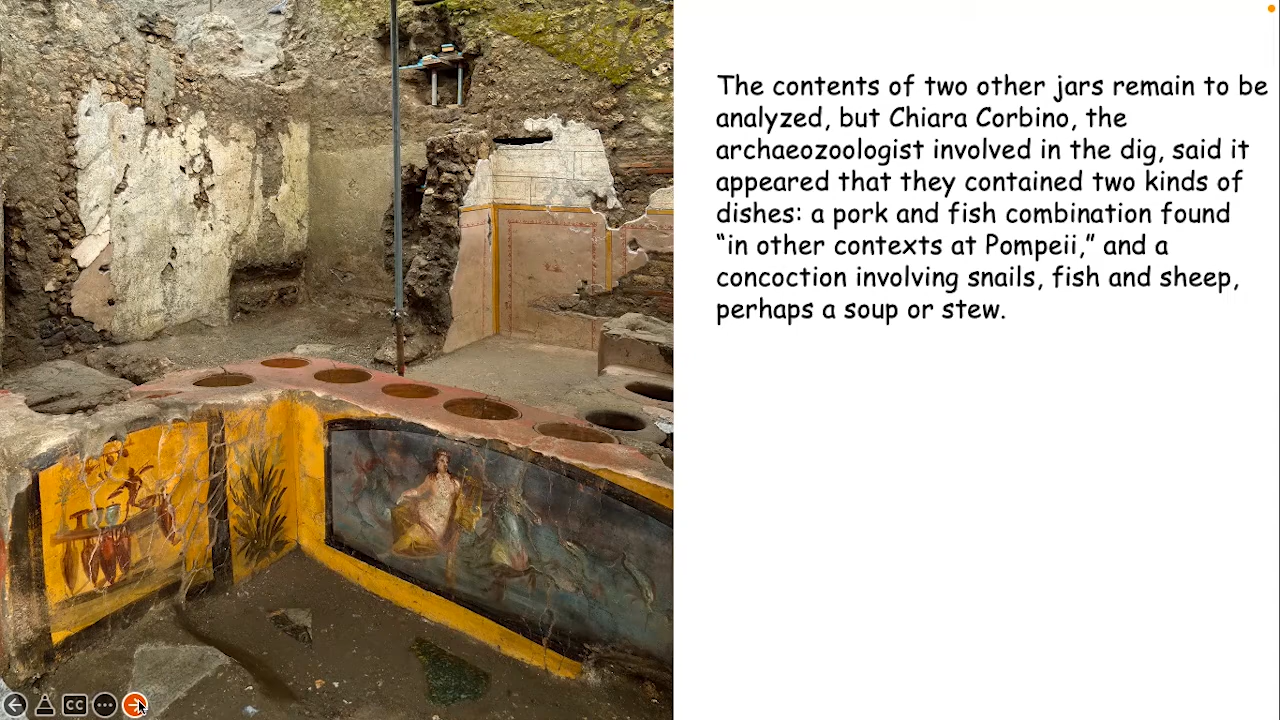 The contents of two other jars remain to be
analyzed, but Chiara Corbino, the
archaeozoologist involved in the dig, said it
appeared that they contained two kinds of
dishes: a pork and fish combination found
“in other contexts at Pompeii,” and a
concoction involving snails, fish and sheep,
perhaps a soup or stew.
CC